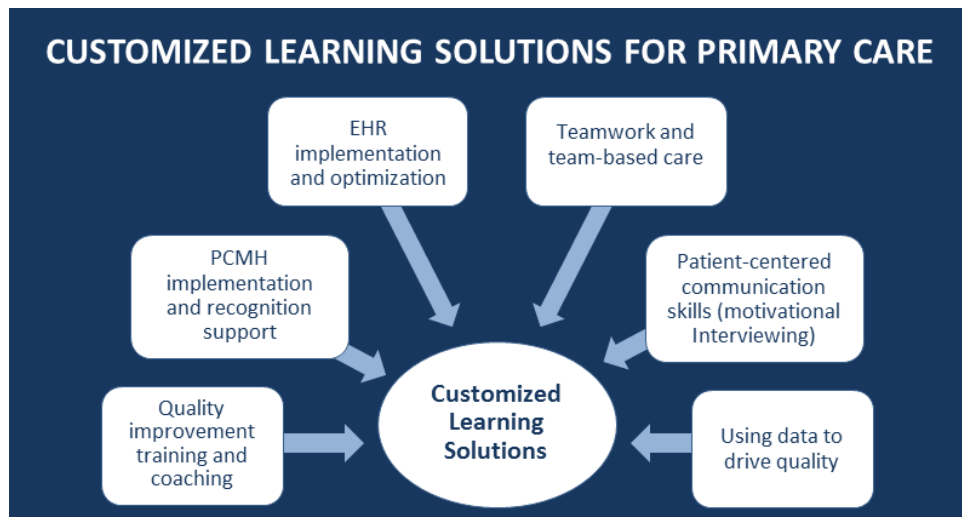 CUSTOMIZED LEARNING SOLUTIONS FOR PRIMARY CARE
EHR
implementation
and optimization
Teamwork and
team-based care
PCMH
implementation
and recognition
support
Patient-centered
communication
skills (motivational
Interviewing)
Quality
improvement
training and
coaching
Customized
Learning
Solutions
Using data to
drive quality